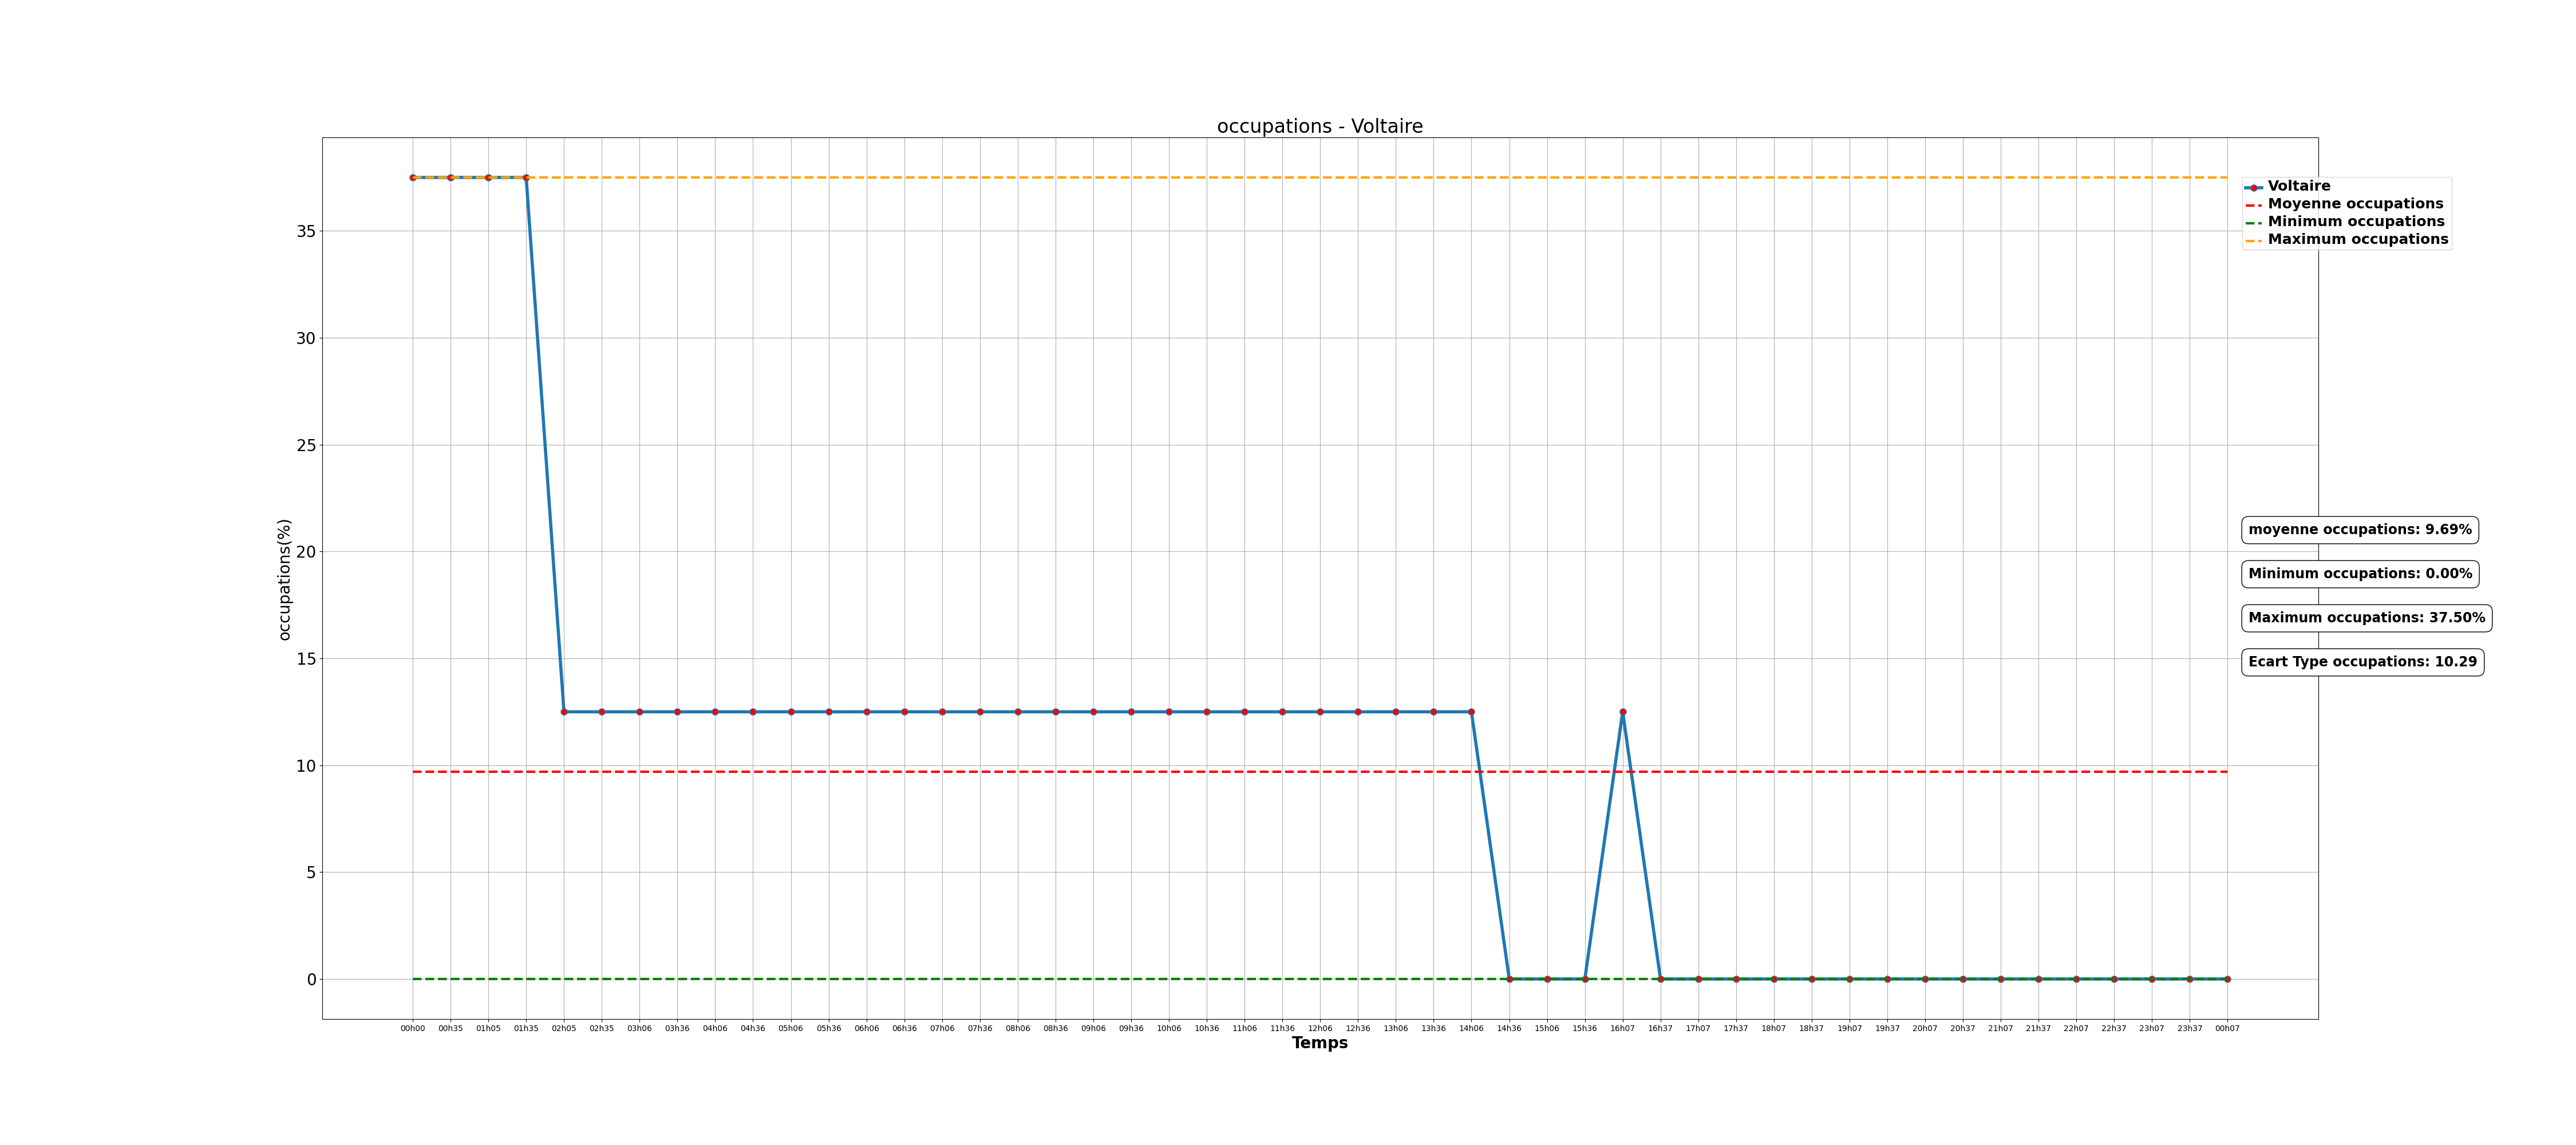 occupations - Voltaire
Voltaire
Moyenne occupations
Minimum occupations
Maximum occupations
35
30
25
20
15
10
5
0
occupations(%)
moyenne occupations: 9.69%
Minimum occupations: 0.00%
Maximum occupations: 37.50%
Ecart Type occupations: 10.29
00h00 00h35 01h05 01h35 02h05 02h35 03h06 03h36 04h06 04h36 05h06 05h36 06h06 06h36 07h06 07h36 08h06 08h36 09h06 09h36 10h06 10h36 11h06 11h36 12h06 12h36 13h06 13h36 14h06 14h36 15h06 15h36 16h07 16h37 17h07 17h37 18h07 18h37 19h07 19h37 20h07 20h37 21h07 21h37 22h07 22h37 23h07 23h37 00h07
Temps